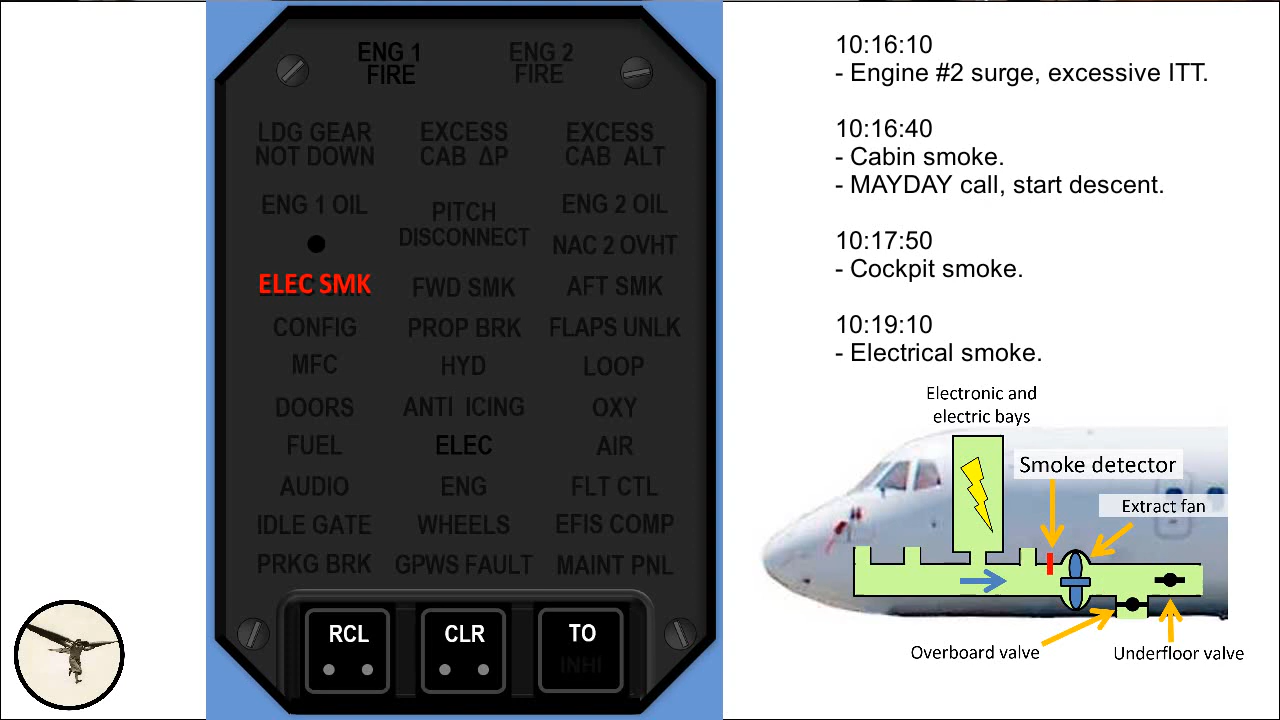 ENG 1
FIRE
ENG 2
FIRE
LDG GEAR
NOT DOWN
EXCESS
CAB ΔP
EXCESS
CAB ALT
ENG 1 OIL
PITCH
DISCONNECT
ENG 2 OIL
NAC 2 OVHT
ELEC SMK
FWD SMK
AFT SMK
CONFIG
PROP BRK
FLAPS UNLK
MFC
HYD
LOOP
DOORS
ANTI ICING
OXY
FUEL
ELEC
AIR
AUDIO
ENG
FLT CTL
IDLE GATE
WHEELS
EFIS COMP
PRKG BRK
GPWS FAULT
MAINT PNL
RCL
CLR
TO
INHI
10:16:10
- Engine #2 surge, excessive ITT.
10:16:40
- Cabin smoke.
- MAYDAY call, start descent.
10:17:50
- Cockpit smoke.
10:19:10
- Electrical smoke.
Electronic and
electric bays
Smoke detector
Extract fan
Overboard valve
Underfloor valve